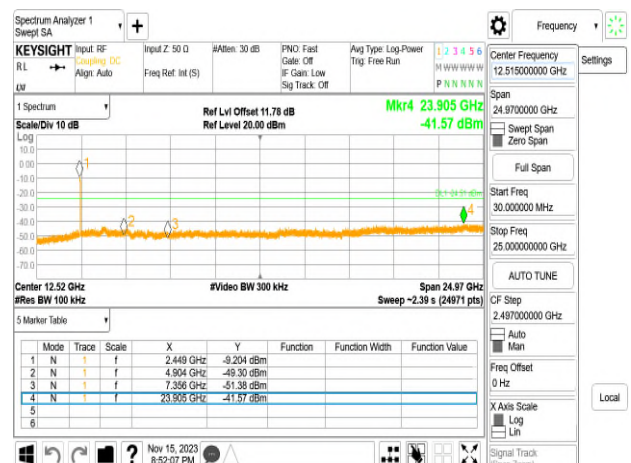 Spectrum Analyzer 1
Swept SA
Frequency
KEYSIGHT
RL
Input: RF
Coupling: DC
Align: Auto
Input Z: 50 Ω
Freq Ref: Int (S)
#Atten: 30 dB
PNO: Fast
Gate: Off
IF Gain: Low
Sig Track: Off
Avg Type: Log-Power
Trig: Free Run
1 2 3 4 5 6
M W W W W W
P N N N N N
Center Frequency
12.515000000 GHz
Settings
Span
24.9700000 GHz
Swept Span
Zero Span
Full Span
Start Freq
30.000000 MHz
Stop Freq
25.000000000 GHz
AUTO TUNE
CF Step
2.497000000 GHz
Auto
Man
Freq Offset
0 Hz
X Axis Scale
Log
Lin
Local
Signal Track
1 Spectrum
Scale/Div 10 dB
Log
Ref Lvl Offset 11.78 dB
Ref Level 20.00 dBm
Mkr4 23.905 GHz
-41.57 dBm
10.0
0.00
-10.0
-20.0
-30.0
-40.0
-50.0
-60.0
-70.0
1
2
3
4
Center 12.52 GHz
#Video BW 300 kHz
Span 24.97 GHz
#Res BW 100 kHz
Sweep ~2.39 s (24971 pts)
5 Marker Table
Mode Trace Scale X Y Function Function Width Function Value
1 N 1 f 2.449 GHz -9.204 dBm
2 N 1 f 4.904 GHz -49.30 dBm
3 N 1 f 7.356 GHz -51.38 dBm
4 N 1 f 23.905 GHz -41.57 dBm
5
6
?
Nov 15, 2023
8:52:07 PM